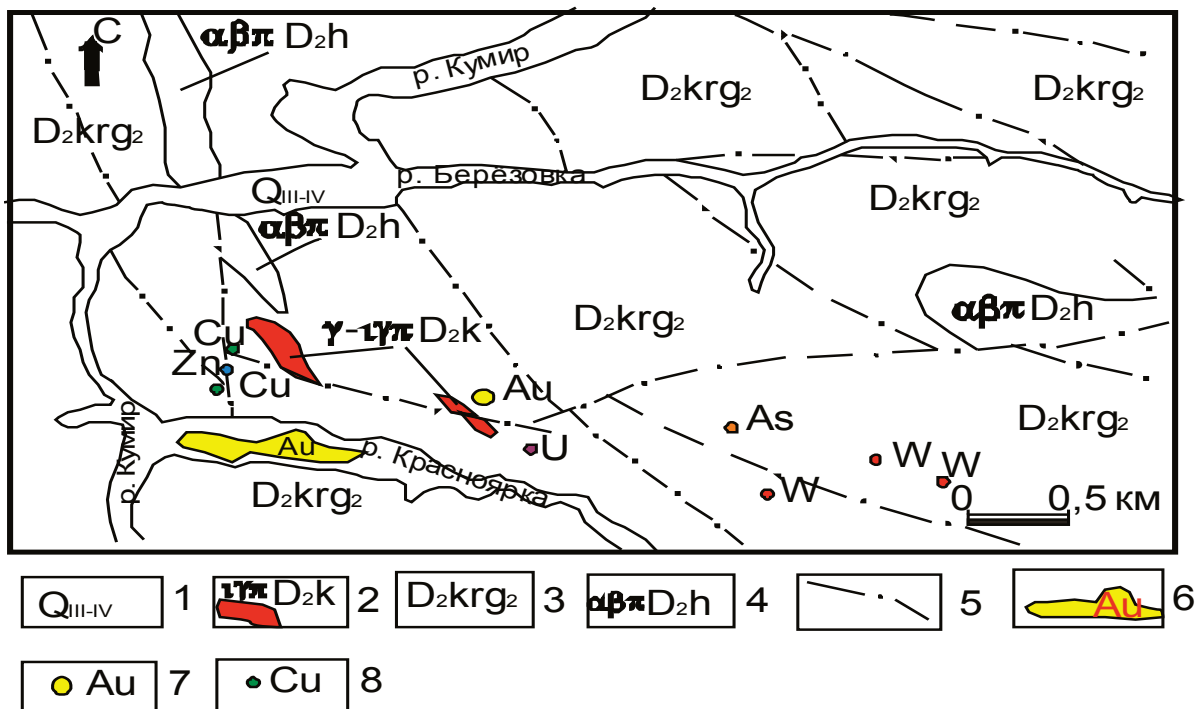 С
αβπ D₂h
р. Кумир
D₂krg₂
D₂krg₂
D₂krg₂
р. Берёзовка
Q III-IV
D₂krg₂
αβπ D₂h
αβπ D₂h
D₂krg₂
γ-ιγπ D₂k
Cu
Zn
Cu
Au
As
D₂krg₂
U
Au
р. Красноярка
р. Кумир
W
W
W
D₂krg₂
0 0,5 км
Q III-IV 1
ιγπ D₂k 2
D₂krg₂ 3
αβπ D₂h 4
5
Au 6
Au 7
Cu 8